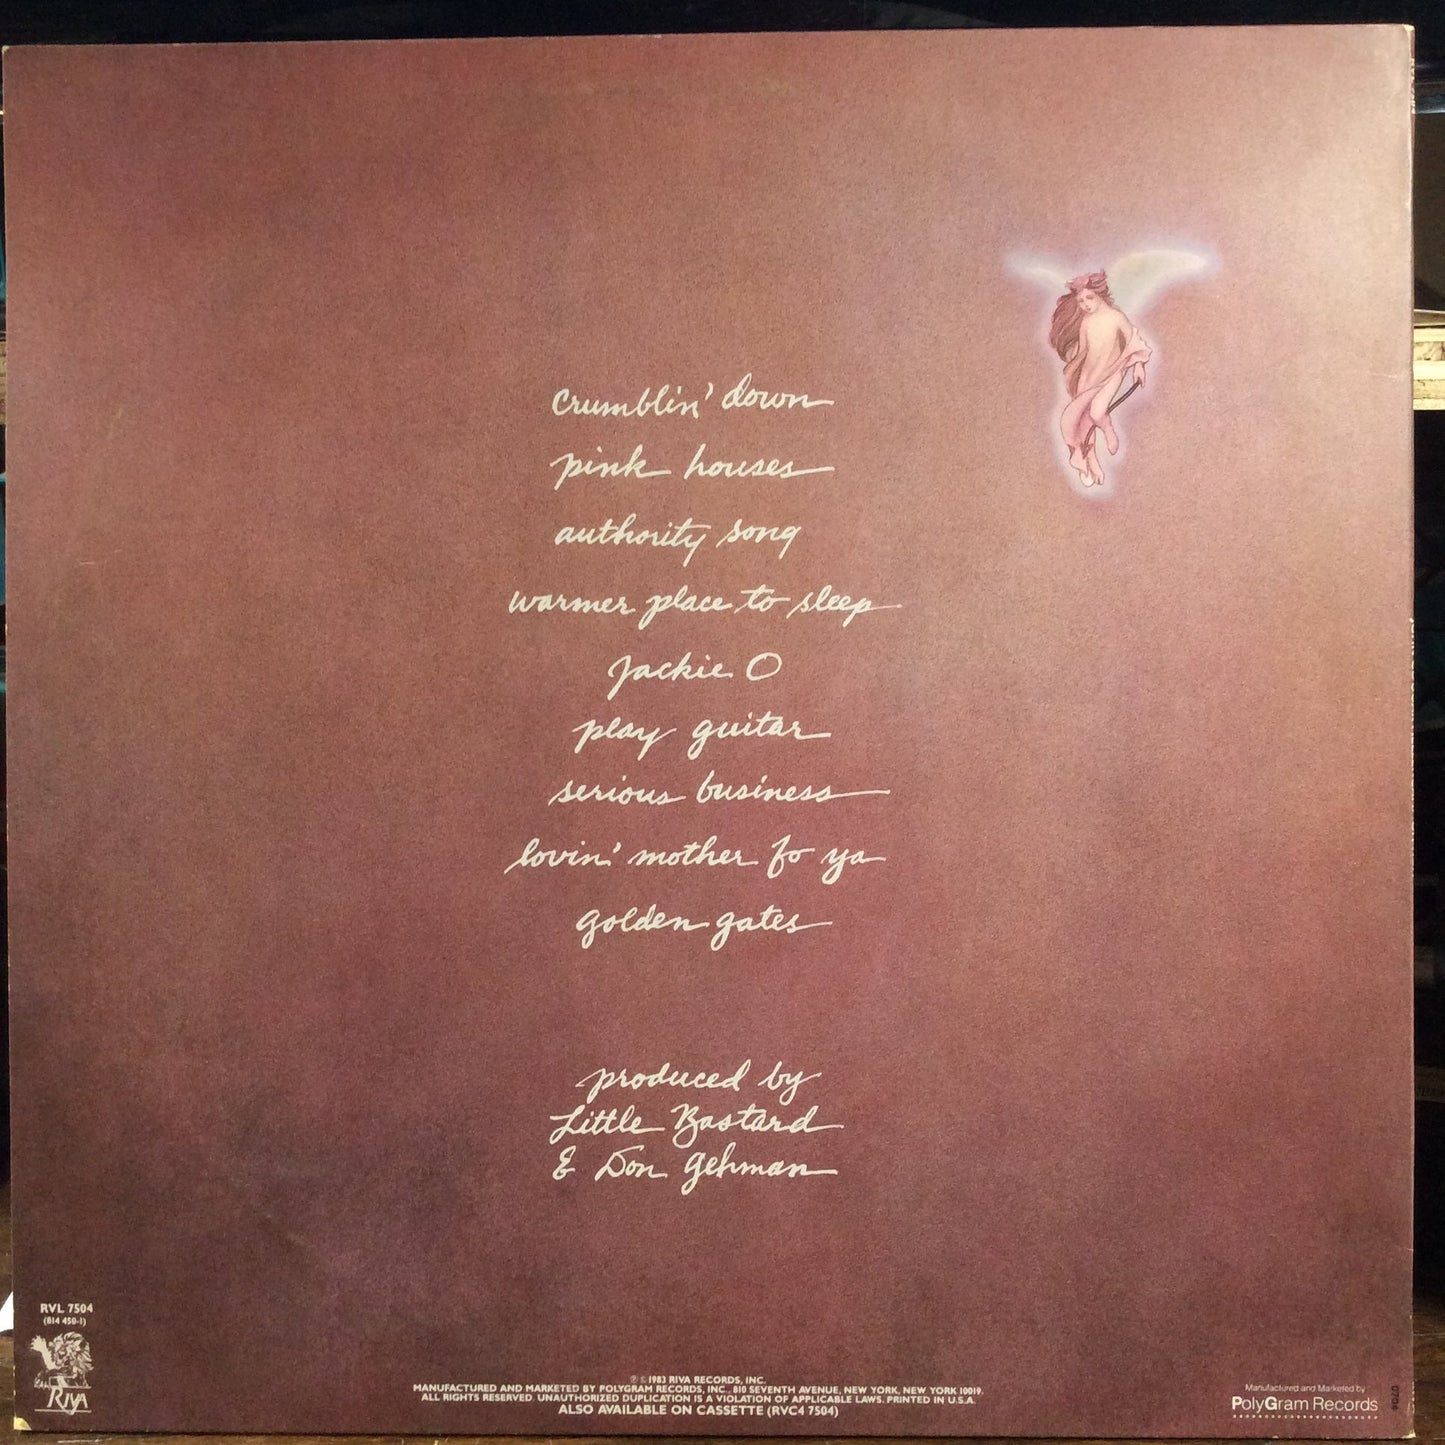 crumblin' down
pink houses
authority song
warmer place to sleep
Jackie O
play guitar
serious business
lovin' mother fo ya
golden gates
produced by
Little Bastard
& Don Gehman
RVL 7504
(814 450-1)
RIVA
℗ © 1983 RIVA RECORDS, INC.
MANUFACTURED AND MARKETED BY POLYGRAM RECORDS, INC., 810 SEVENTH AVENUE, NEW YORK, NEW YORK 10019.
ALL RIGHTS RESERVED. UNAUTHORIZED DUPLICATION IS A VIOLATION OF APPLICABLE LAWS. PRINTED IN U.S.A.
ALSO AVAILABLE ON CASSETTE (RVC4 7504)
Manufactured and Marketed by
PolyGram Records